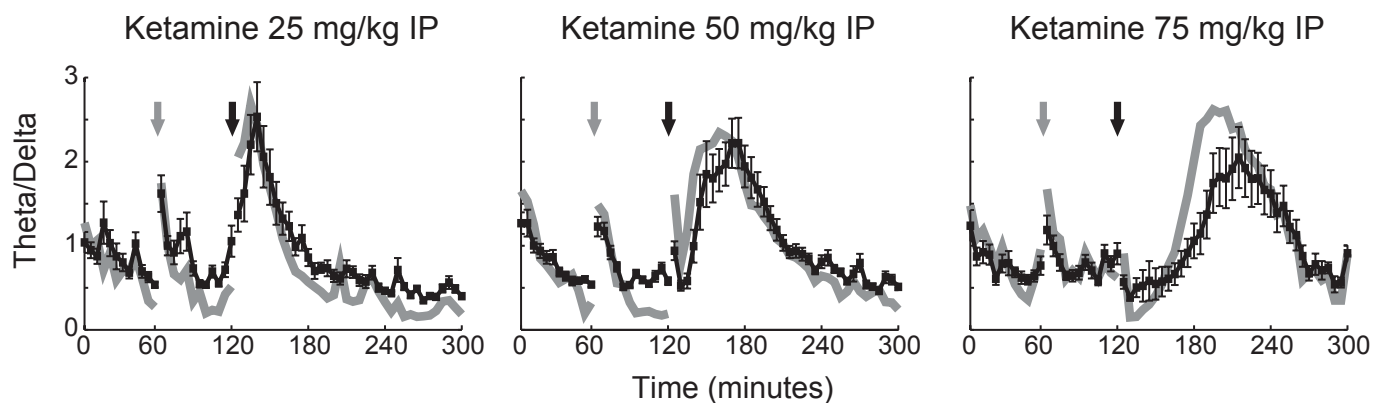 Ketamine 25 mg/kg IP
Ketamine 50 mg/kg IP
Ketamine 75 mg/kg IP
Theta/Delta
3
2
1
0
0 60 120 180 240 300
0 60 120 180 240 300
0 60 120 180 240 300
Time (minutes)